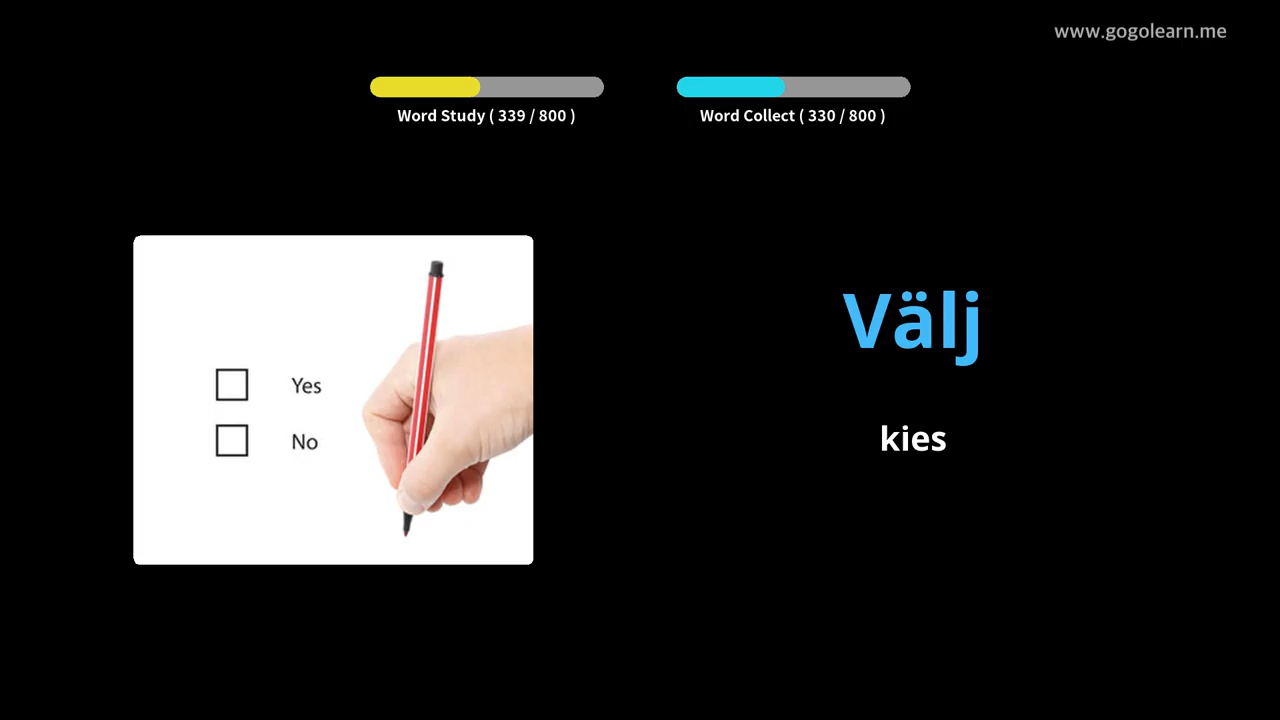 www.gogolearn.me
Word Study ( 339 / 800 )
Word Collect ( 330 / 800 )
Yes
No
Välj
kies